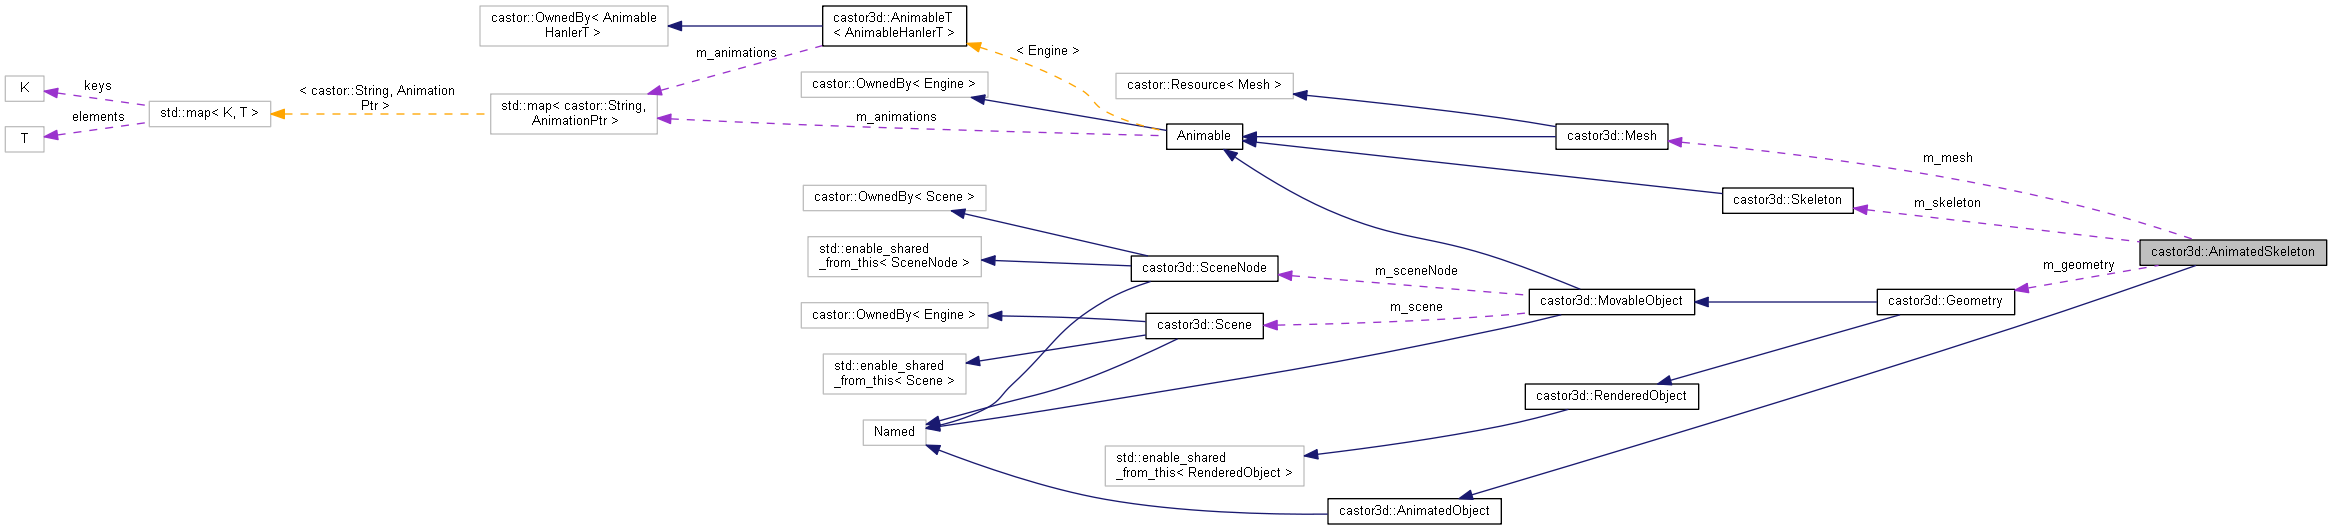 castor::OwnedBy< Animable
HanlerT >
castor3d::AnimableT
< AnimableHanlerT >
m_animations
< Engine >
castor::OwnedBy< Engine >
castor::Resource< Mesh >
K
keys
< castor::String, Animation
Ptr >
std::map< K, T >
elements
T
std::map< castor::String,
AnimationPtr >
m_animations
Animable
castor3d::Mesh
m_mesh
castor::OwnedBy< Scene >
castor3d::Skeleton
m_skeleton
std::enable_shared
_from_this< SceneNode >
castor3d::SceneNode
m_sceneNode
m_geometry
castor3d::AnimatedSkeleton
castor::OwnedBy< Engine >
castor3d::Scene
m_scene
castor3d::MovableObject
castor3d::Geometry
std::enable_shared
_from_this< Scene >
castor3d::RenderedObject
Named
std::enable_shared
_from_this< RenderedObject >
castor3d::AnimatedObject